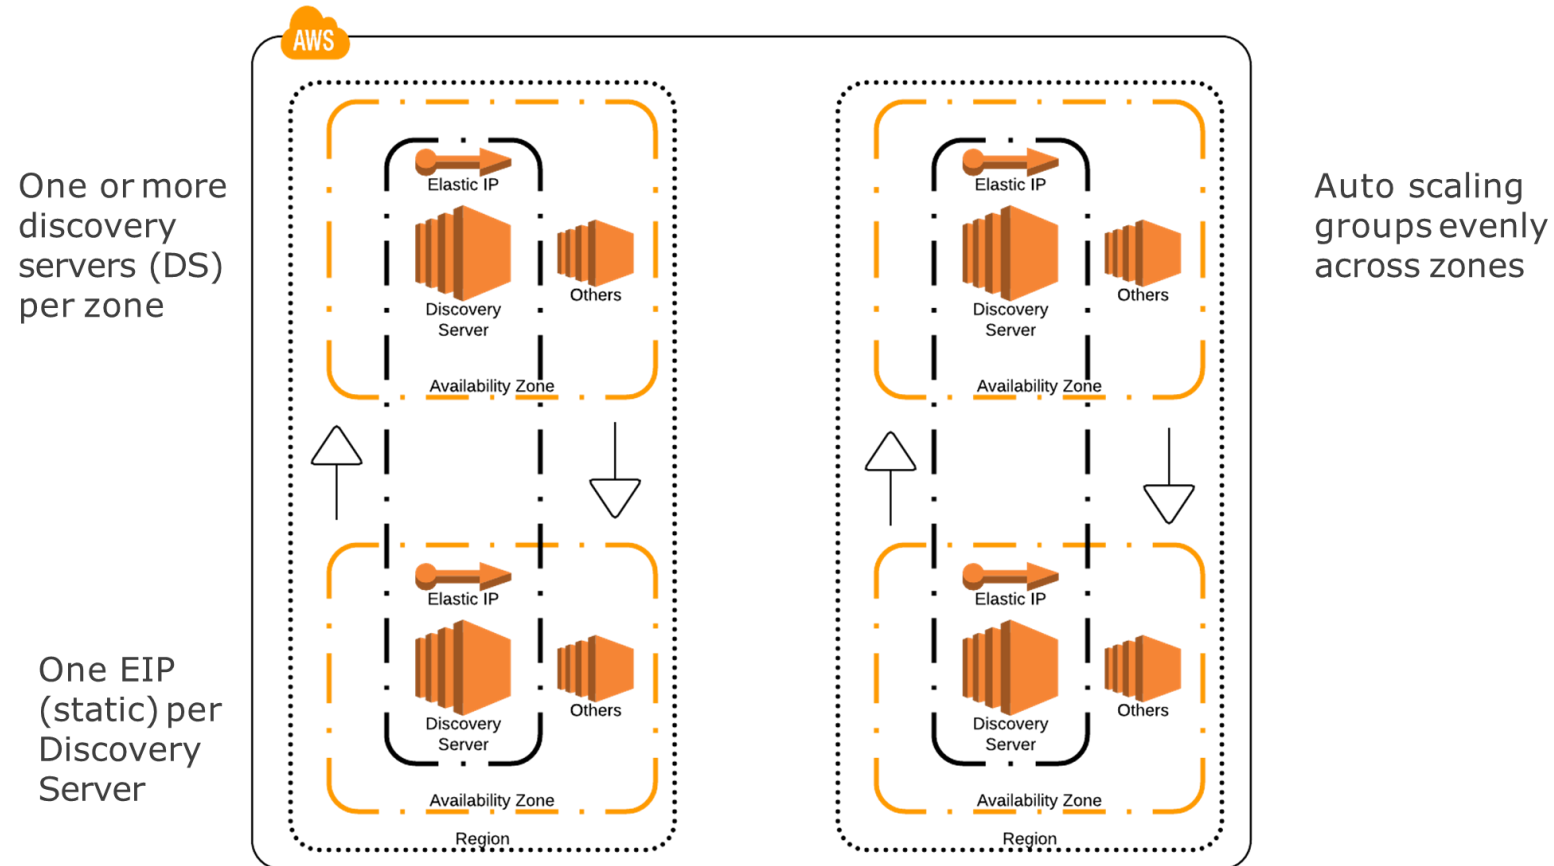 AWS
One or more
discovery
servers (DS)
per zone
One EIP
(static) per
Discovery
Server
Elastic IP
Discovery
Server
Others
Availability Zone
Elastic IP
Discovery
Server
Others
Availability Zone
Region
Elastic IP
Discovery
Server
Others
Availability Zone
Elastic IP
Discovery
Server
Others
Availability Zone
Region
Auto scaling
groups evenly
across zones